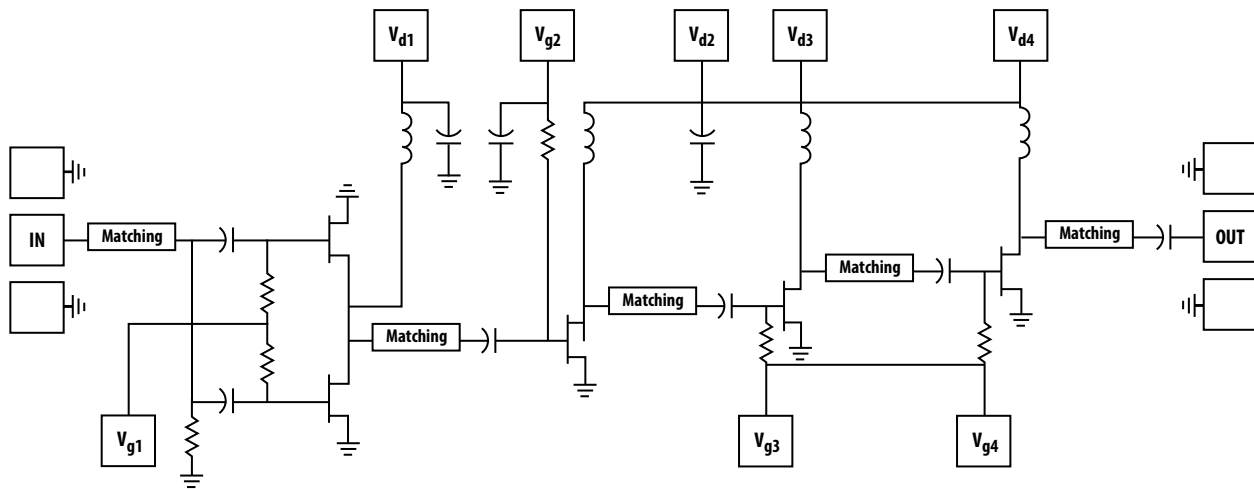 Vd1
Vg2
Vd2
Vd3
Vd4
IN
Matching
Matching
OUT
Matching
Matching
Matching
Vg1
Vg3
Vg4